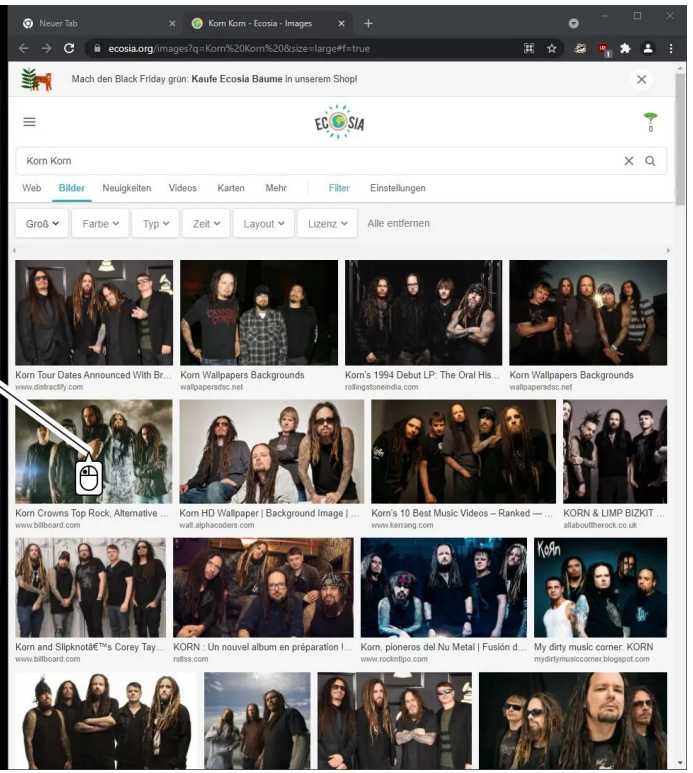 Neuer Tab
Korn Korn - Ecosia - Images
ecosia.org/images?q=Korn%20Korn%20&size=large#f=true
1
Mach den Black Friday grün: Kaufe Ecosia Bäume in unserem Shop!
ECOSIA
0
Korn Korn
Web Bilder Neuigkeiten Videos Karten Mehr Filter Einstellungen
Groß Farbe Typ Zeit Layout Lizenz Alle entfernen
Korn Tour Dates Announced With Br...
www.distractify.com
Korn Wallpapers Backgrounds
wallpapersdsc.net
Korn's 1994 Debut LP: The Oral His...
rollingstoneindia.com
Korn Wallpapers Backgrounds
wallpapersdsc.net
Korn Crowns Top Rock, Alternative ...
www.billboard.com
Korn HD Wallpaper | Background Image | ...
wall.alphacoders.com
Korn's 10 Best Music Videos – Ranked — ...
www.kerrang.com
KORN & LIMP BIZKIT ...
allabouttherock.co.uk
Korn and Slipknotâ€™s Corey Tay...
www.billboard.com
KORN : Un nouvel album en préparation !...
rsllss.com
Korn, pioneros del Nu Metal | Fusión d...
www.rockntipo.com
KoRn
My dirty music corner: KORN
mydirtymusiccorner.blogspot.com